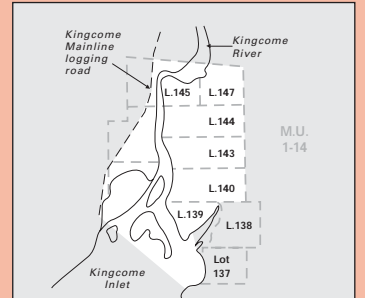 Kingcome
Mainline
logging
road
Kingcome
River
L.145
L.147
L.144
M.U.
1-14
L.143
L.140
L.139
L.138
Lot
137
Kingcome
Inlet